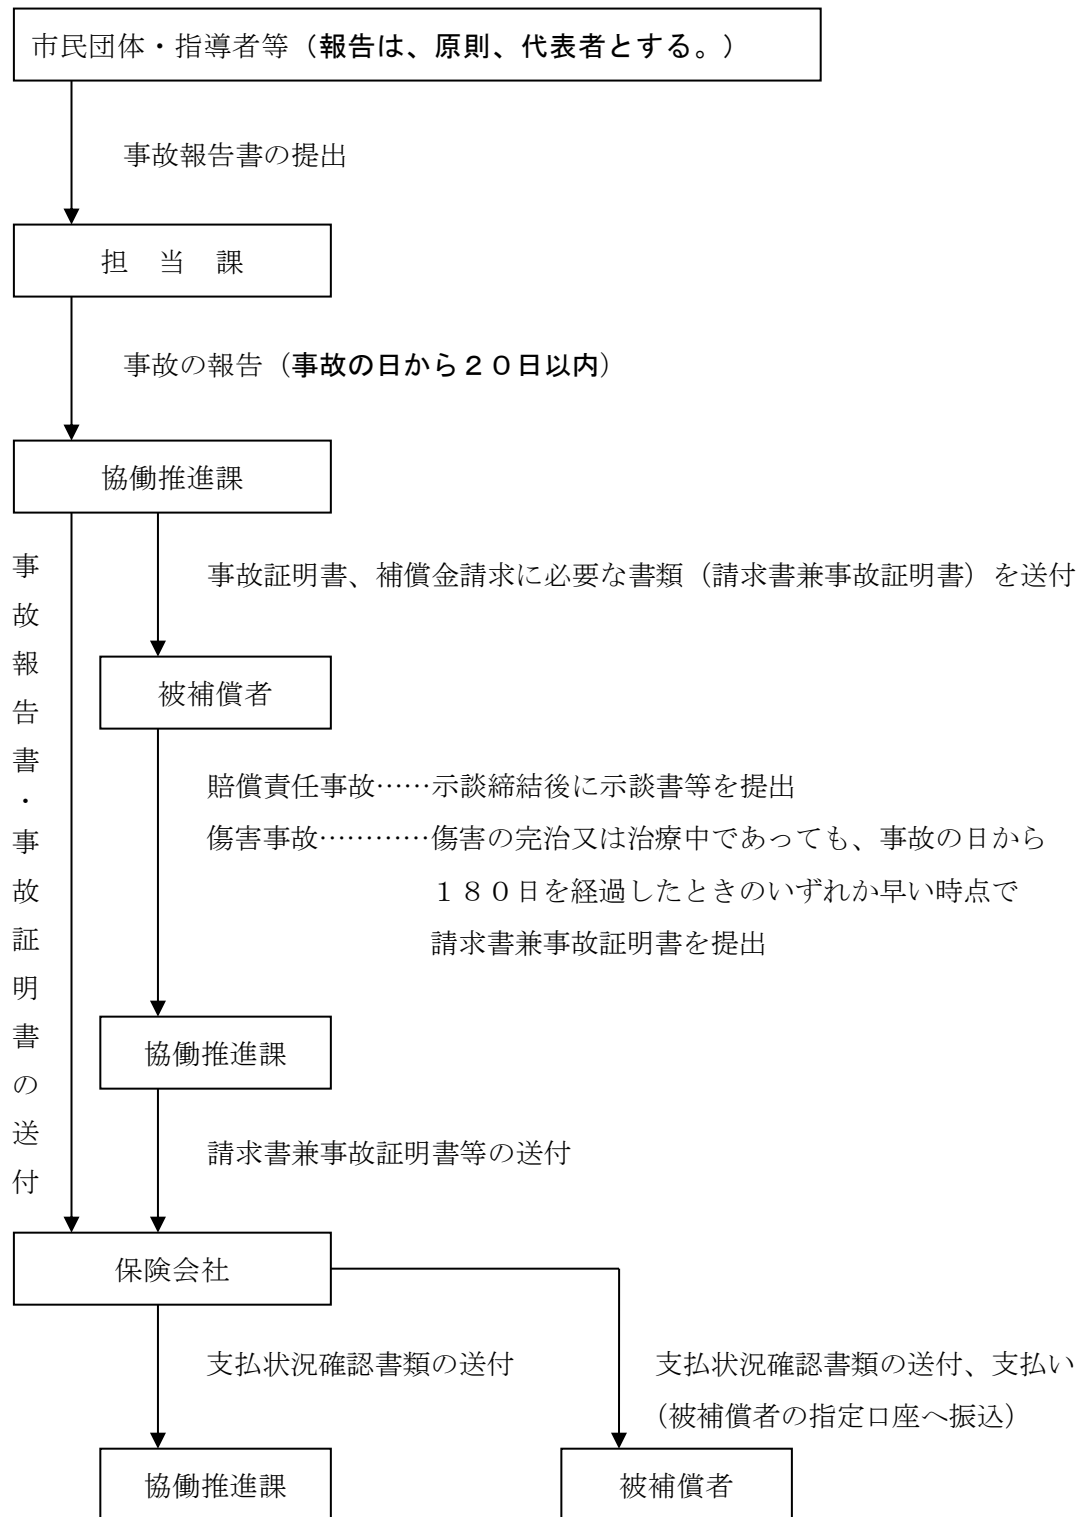 市民団体・指導者等（報告は、原則、代表者とする。）
事故報告書の提出
担　当　課
事故の報告（事故の日から２０日以内）
協働推進課
事故報告書・事故証明書の送付
事故証明書、補償金請求に必要な書類（請求書兼事故証明書）を送付
被補償者
賠償責任事故……示談締結後に示談書等を提出
傷害事故…………傷害の完治又は治療中であっても、事故の日から
１８０日を経過したときのいずれか早い時点で
請求書兼事故証明書を提出
協働推進課
請求書兼事故証明書等の送付
保険会社
支払状況確認書類の送付
支払状況確認書類の送付、支払い
（被補償者の指定口座へ振込）
協働推進課
被補償者